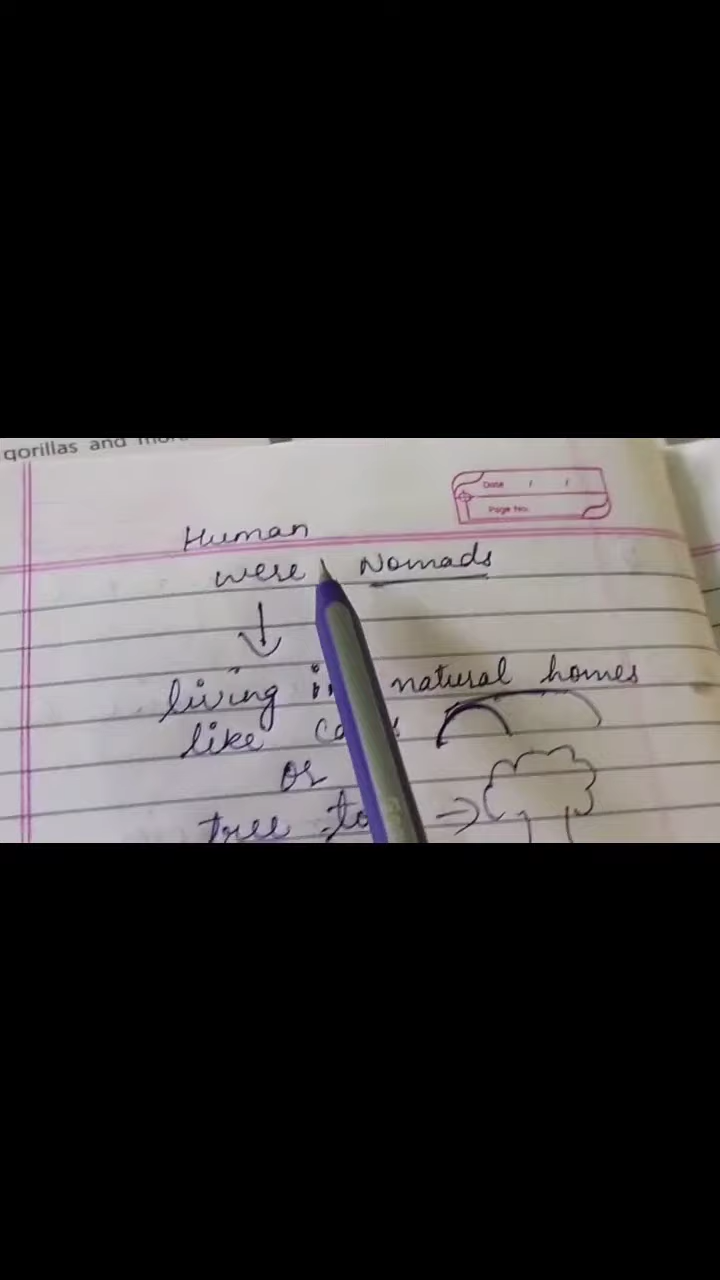 gorillas and
Date / /
Page No.
Human
were Nomads
living natural homes
like
or
tree